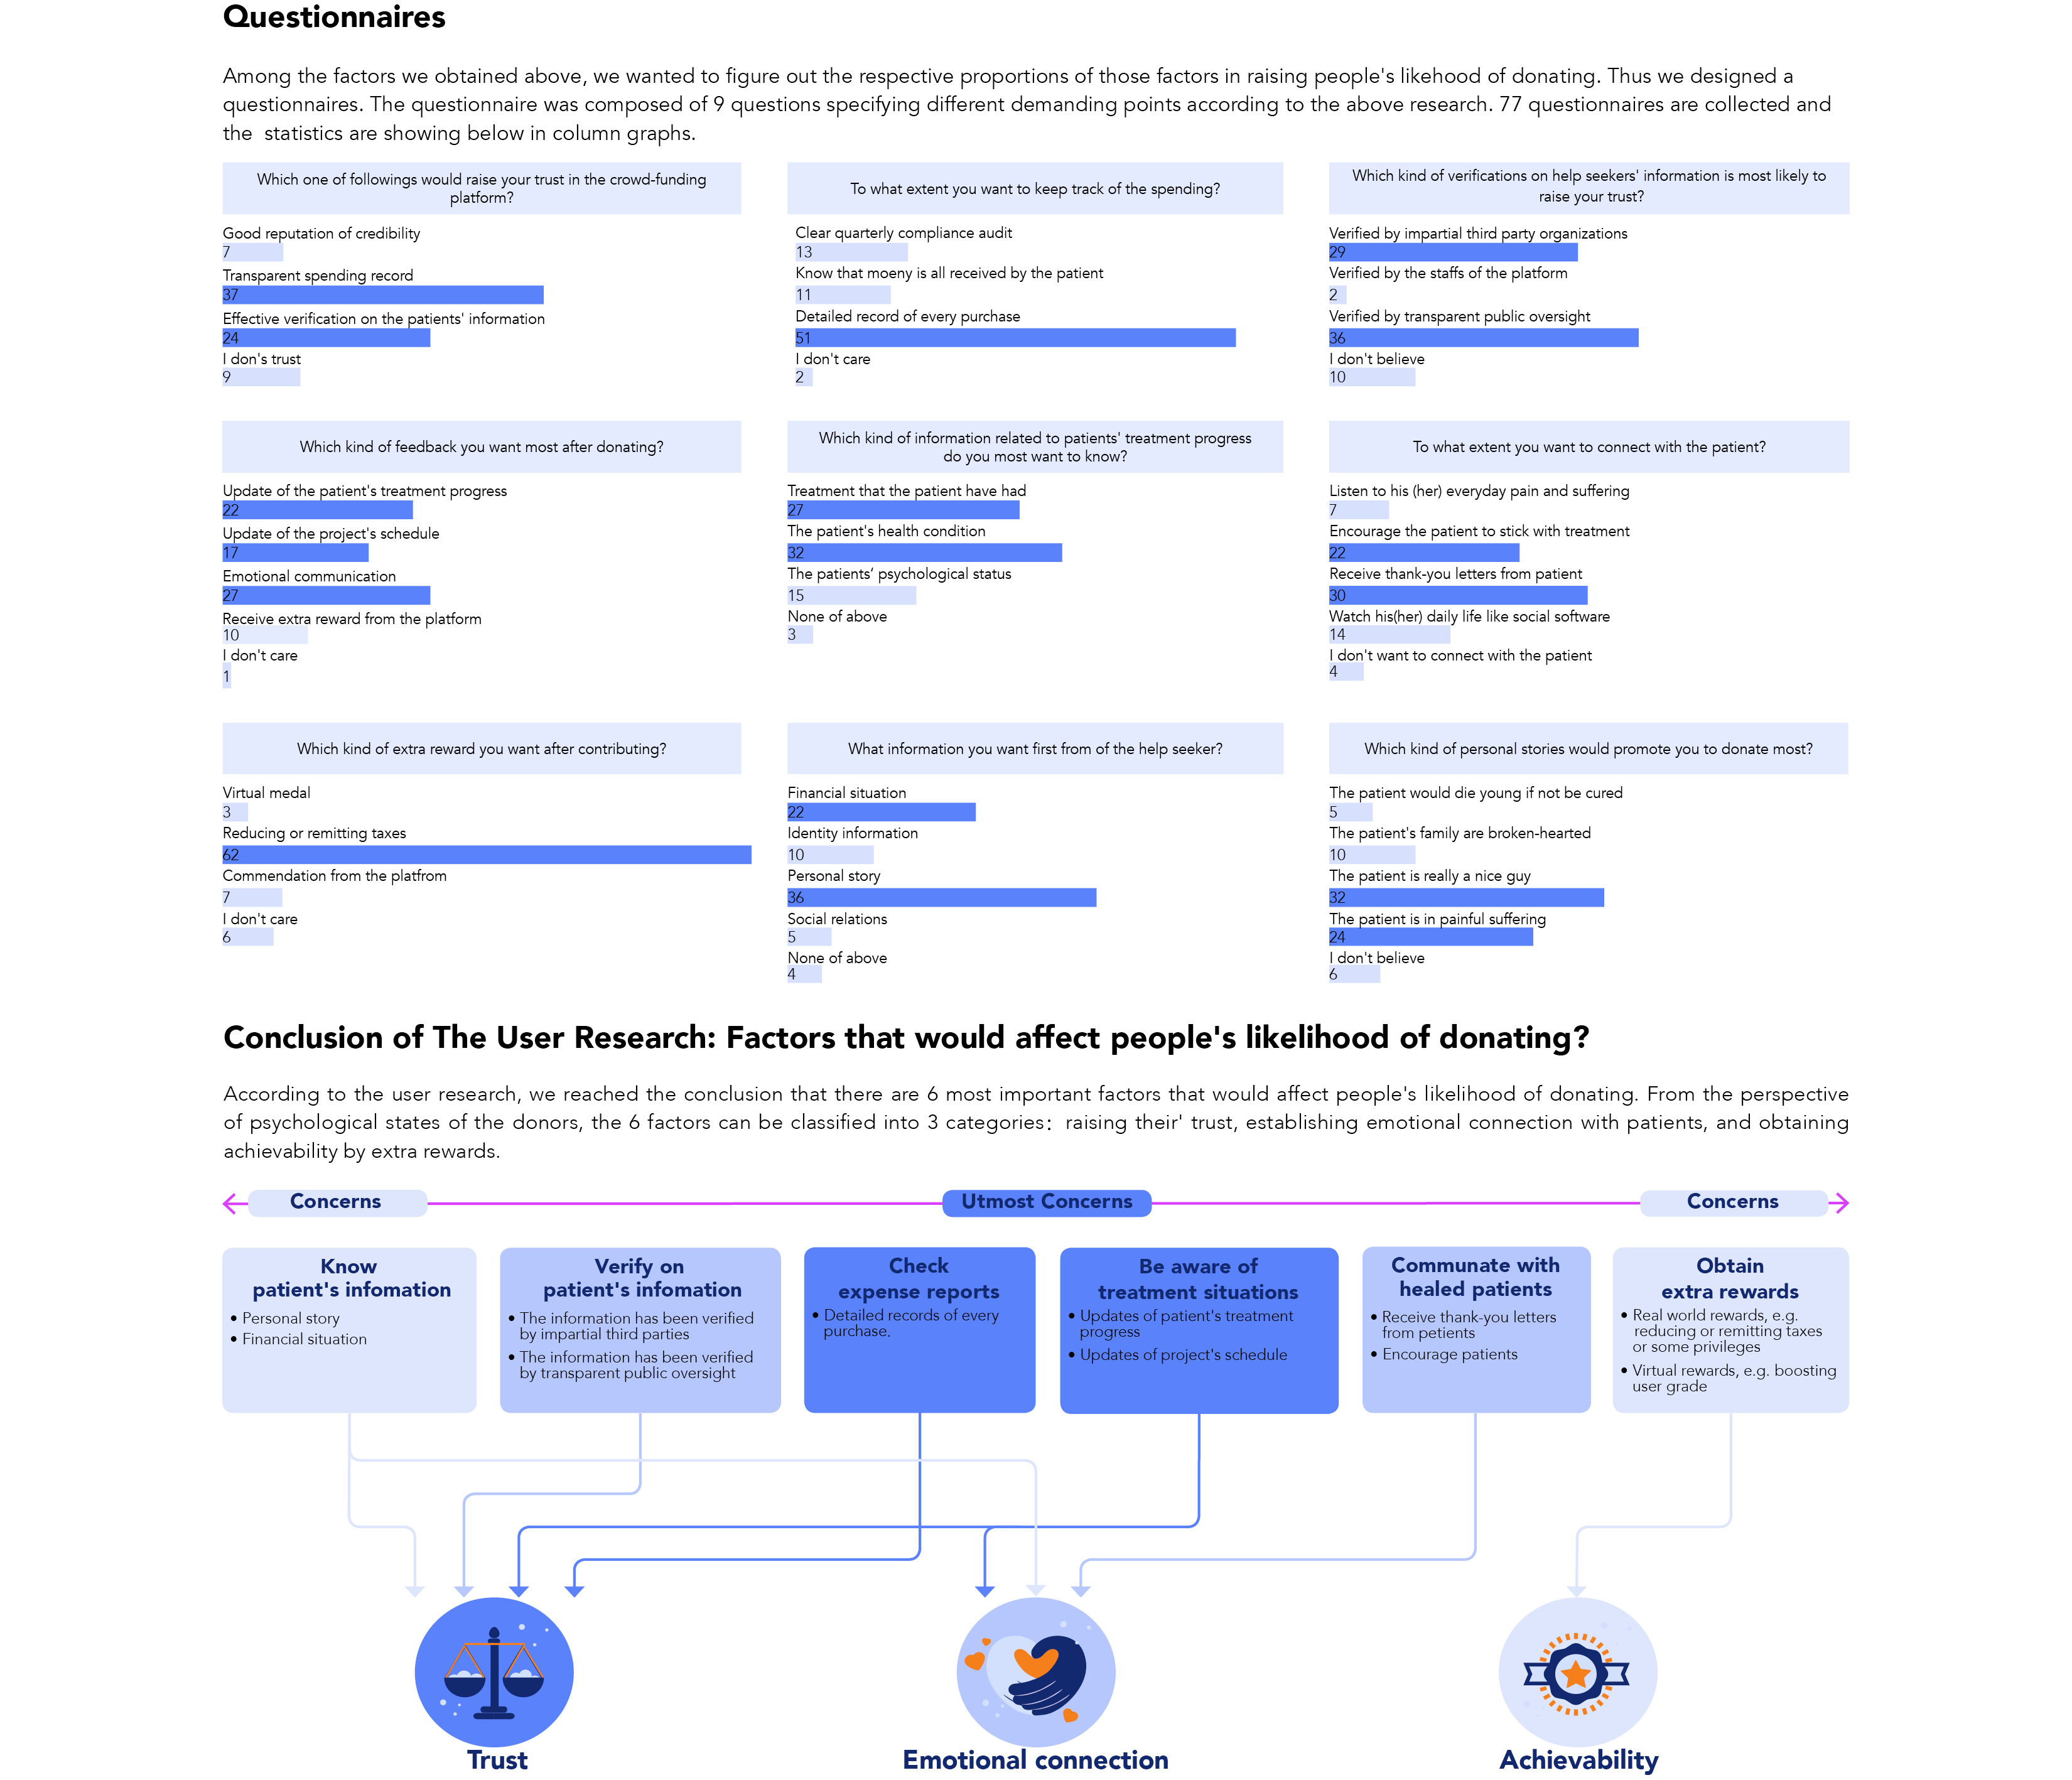 Questionnaires
Among the factors we obtained above, we wanted to figure out the respective proportions of those factors in raising people's likehood of donating. Thus we designed a
questionnaires. The questionnaire was composed of 9 questions specifying different demanding points according to the above research. 77 questionnaires are collected and
the statistics are showing below in column graphs.
Which one of followings would raise your trust in the crowd-funding
platform?
Good reputation of credibility
7
Transparent spending record
37
Effective verification on the patients' information
24
I don's trust
9
To what extent you want to keep track of the spending?
Clear quarterly compliance audit
13
Know that moeny is all received by the patient
11
Detailed record of every purchase
51
I don't care
2
Which kind of verifications on help seekers' information is most likely to
raise your trust?
Verified by impartial third party organizations
29
Verified by the staffs of the platform
2
Verified by transparent public oversight
36
I don't believe
10
Which kind of feedback you want most after donating?
Update of the patient's treatment progress
22
Update of the project's schedule
17
Emotional communication
27
Receive extra reward from the platform
10
I don't care
1
Which kind of information related to patients' treatment progress
do you most want to know?
Treatment that the patient have had
27
The patient's health condition
32
The patients‘ psychological status
15
None of above
3
To what extent you want to connect with the patient?
Listen to his (her) everyday pain and suffering
7
Encourage the patient to stick with treatment
22
Receive thank-you letters from patient
30
Watch his(her) daily life like social software
14
I don't want to connect with the patient
4
Which kind of extra reward you want after contributing?
Virtual medal
3
Reducing or remitting taxes
62
Commendation from the platfrom
7
I don't care
6
What information you want first from of the help seeker?
Financial situation
22
Identity information
10
Personal story
36
Social relations
5
None of above
4
Which kind of personal stories would promote you to donate most?
The patient would die young if not be cured
5
The patient's family are broken-hearted
10
The patient is really a nice guy
32
The patient is in painful suffering
24
I don't believe
6
Conclusion of The User Research: Factors that would affect people's likelihood of donating?
According to the user research, we reached the conclusion that there are 6 most important factors that would affect people's likelihood of donating. From the perspective
of psychological states of the donors, the 6 factors can be classified into 3 categories： raising their' trust, establishing emotional connection with patients, and obtaining
achievability by extra rewards.
Concerns
Utmost Concerns
Concerns
Know
patient's infomation
• Personal story
• Financial situation
Verify on
patient's infomation
• The information has been verified
by impartial third parties
• The information has been verified
by transparent public oversight
Check
expense reports
• Detailed records of every
purchase.
Be aware of
treatment situations
• Updates of patient's treatment
progress
• Updates of project's schedule
Communate with
healed patients
• Receive thank-you letters
from petients
• Encourage patients
Obtain
extra rewards
• Real world rewards, e.g.
reducing or remitting taxes
or some privileges
• Virtual rewards, e.g. boosting
user grade
Trust
Emotional connection
Achievability